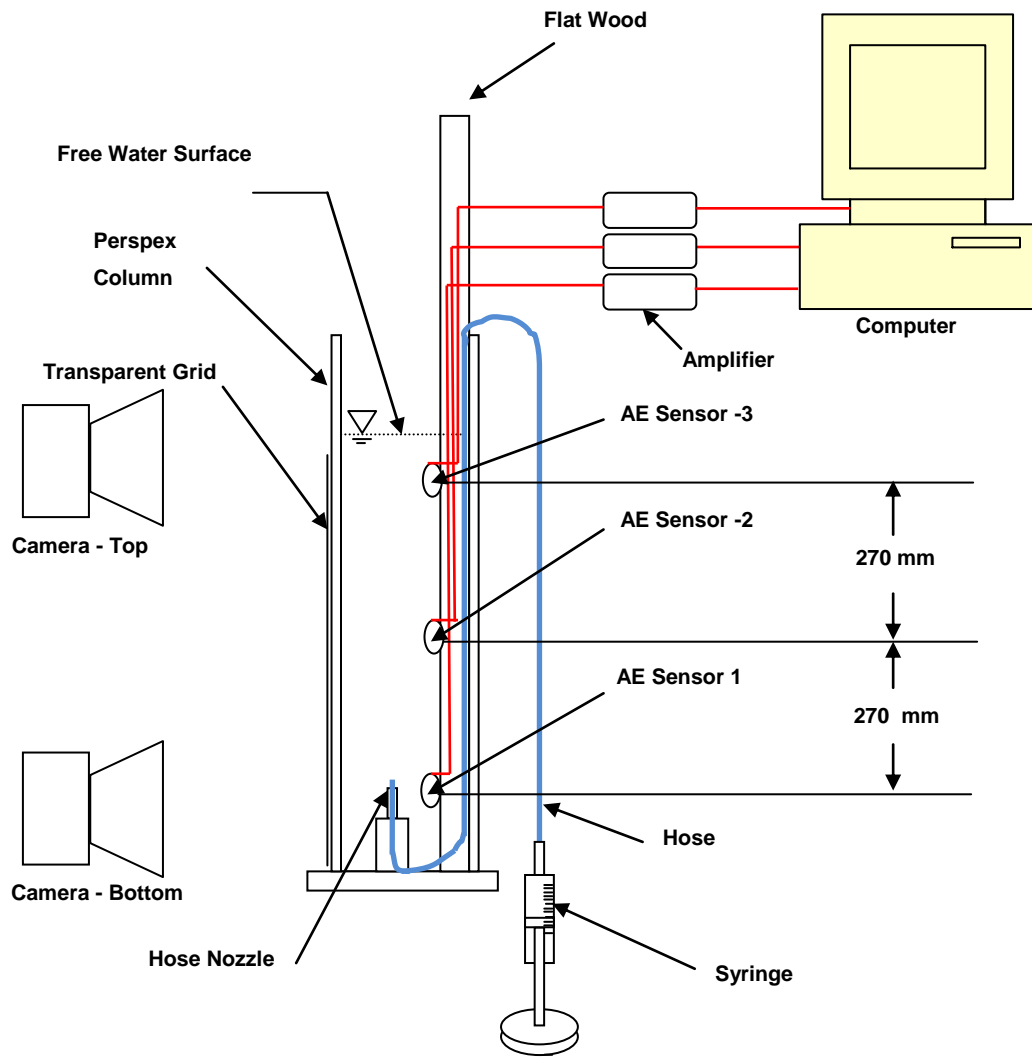 Flat Wood
Free Water Surface
Perspex
Column
Transparent Grid
Computer
Amplifier
AE Sensor -3
Camera - Top
AE Sensor -2
270 mm
AE Sensor 1
270 mm
Hose
Camera - Bottom
Hose Nozzle
Syringe